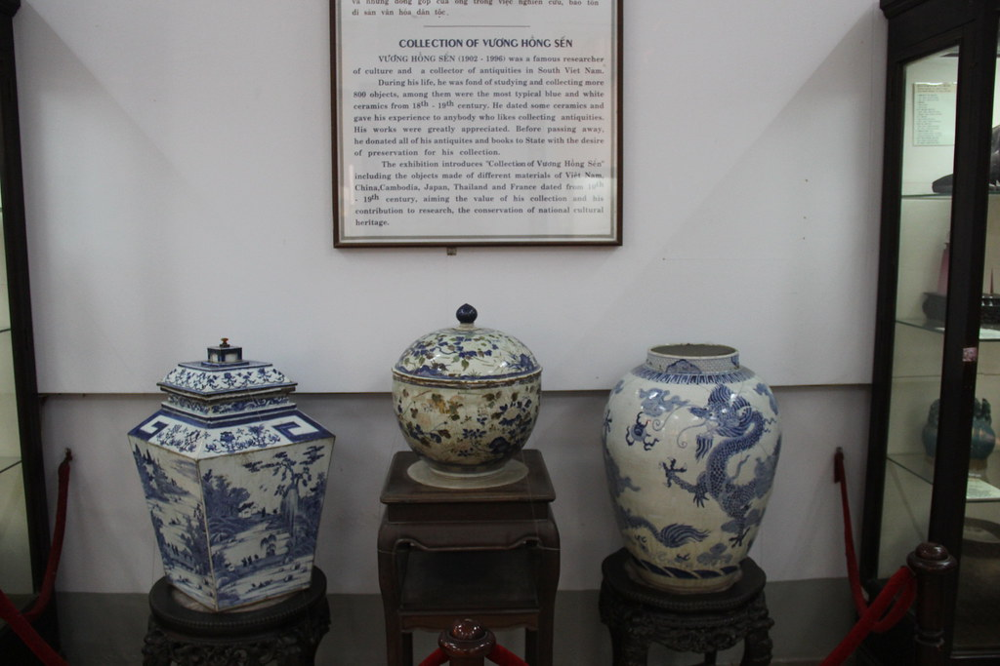 và những đóng góp của ông trong việc nghiên cứu, bảo tồn
di sản văn hóa dân tộc.
COLLECTION OF VƯƠNG HỒNG SỂN
VƯƠNG HỒNG SỂN (1902 - 1996) was a famous researcher
of culture and a collector of antiquities in South Viet Nam.
During his life, he was fond of studying and collecting more
800 objects, among them were the most typical blue and white
ceramics from 18th - 19th century. He dated some ceramics and
gave his experience to anybody who likes collecting antiquities.
His works were greatly appreciated. Before passing away,
he donated all of his antiquites and books to State with the desire
of preservation for his collection.
The exhibition introduces "Collection of Vương Hồng Sển"
including the objects made of different materials of Việt Nam,
China,Cambodia, Japan, Thailand and France dated from
- 19th century, aiming the value of his collection and his
contribution to research, the conservation of national cultural
heritage.